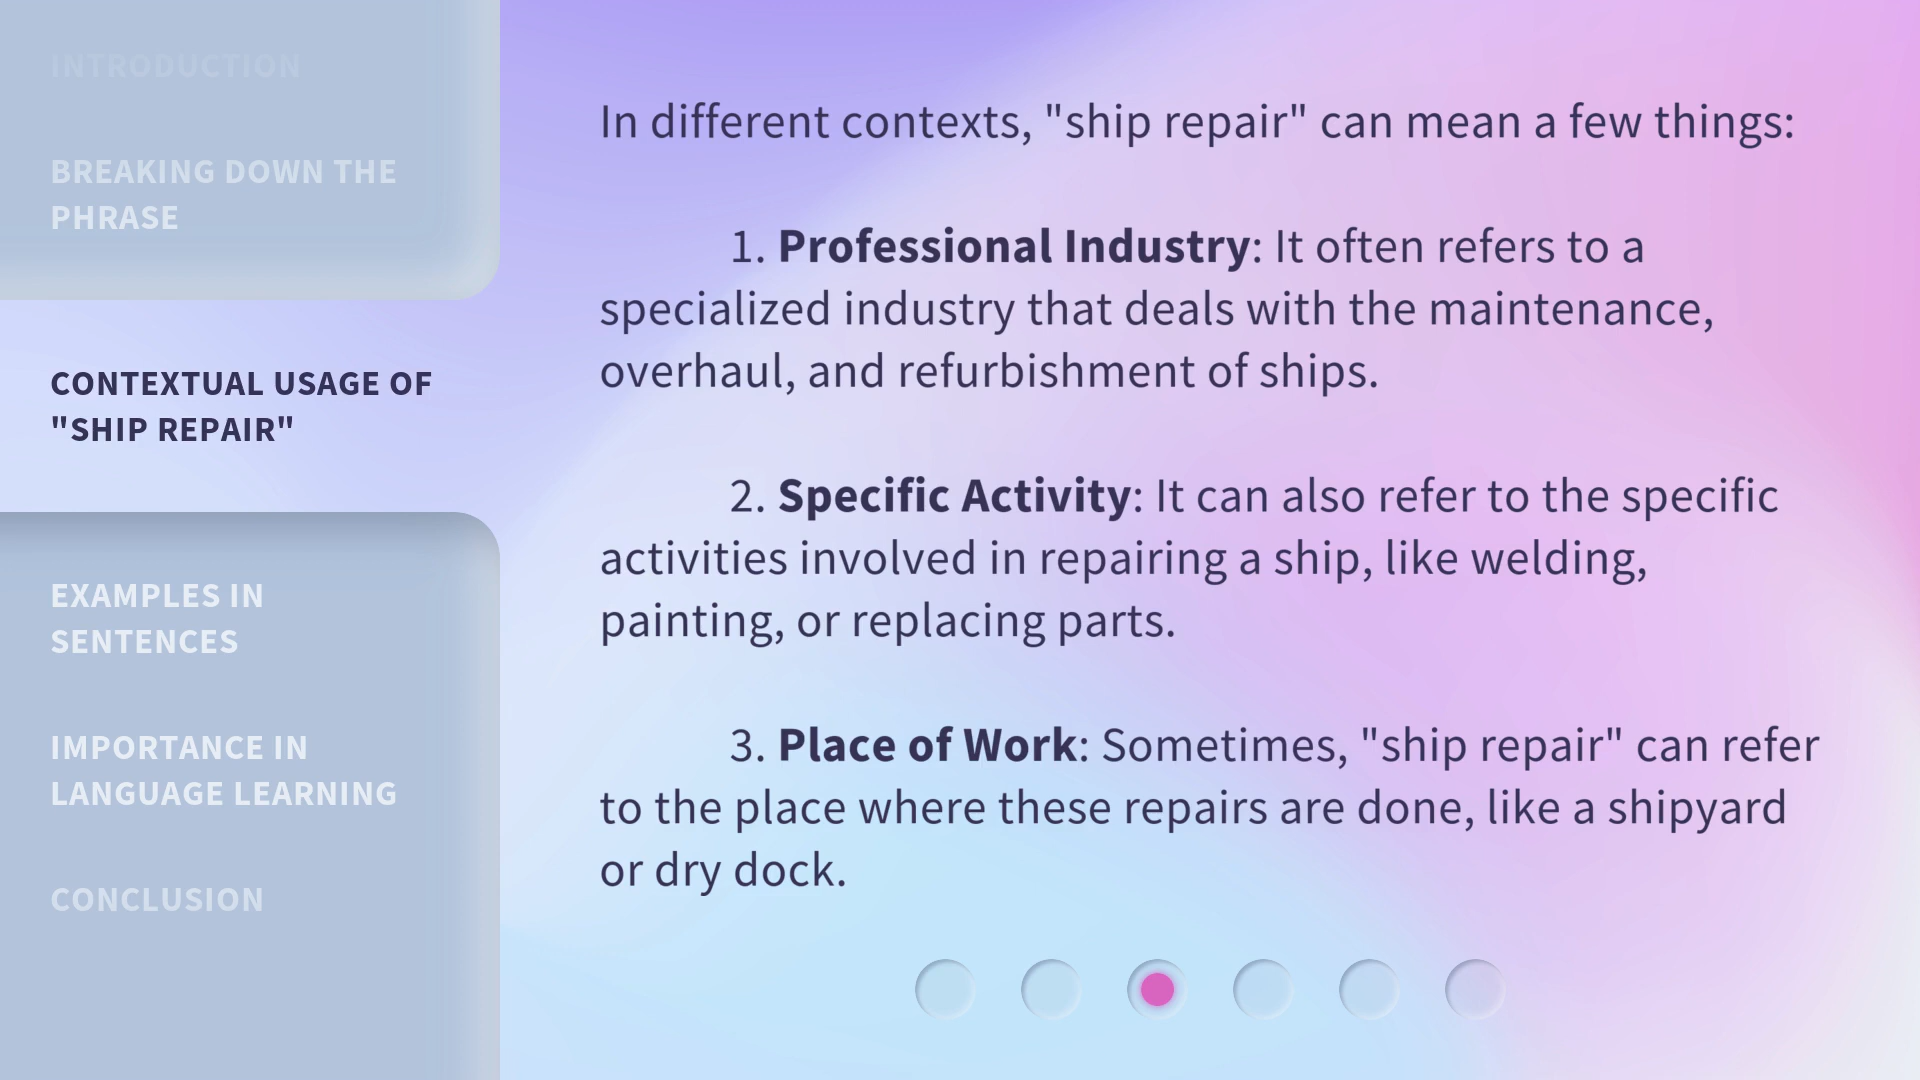 INTRODUCTION
BREAKING DOWN THE
PHRASE
CONTEXTUAL USAGE OF
"SHIP REPAIR"
EXAMPLES IN
SENTENCES
IMPORTANCE IN
LANGUAGE LEARNING
CONCLUSION
In different contexts, "ship repair" can mean a few things:
1. Professional Industry: It often refers to a
specialized industry that deals with the maintenance,
overhaul, and refurbishment of ships.
2. Specific Activity: It can also refer to the specific
activities involved in repairing a ship, like welding,
painting, or replacing parts.
3. Place of Work: Sometimes, "ship repair" can refer
to the place where these repairs are done, like a shipyard
or dry dock.